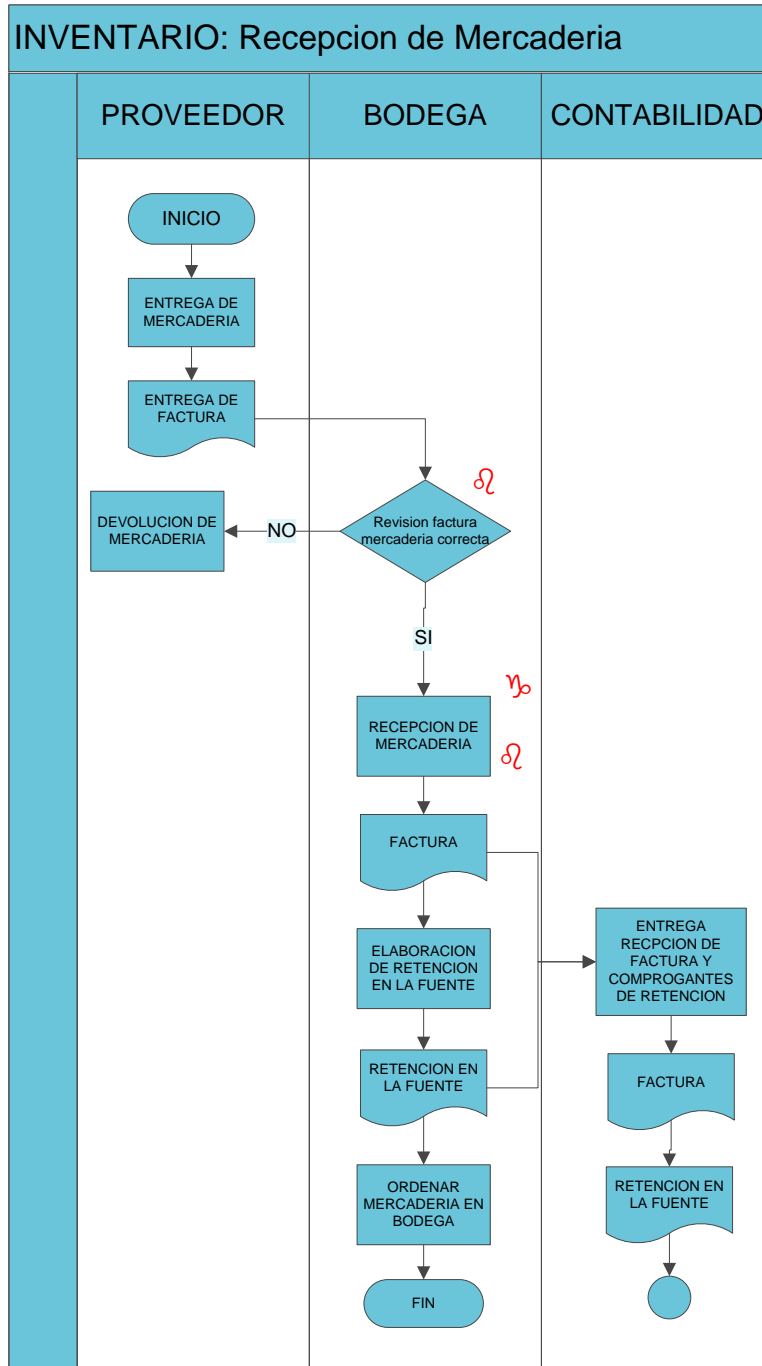 INVENTARIO: Recepcion de Mercaderia
PROVEEDOR
BODEGA
CONTABILIDAD
INICIO
ENTREGA DE
MERCADERIA
ENTREGA DE
FACTURA
Revision factura
mercaderia correcta
♌
NO
DEVOLUCION DE
MERCADERIA
SI
♑
RECEPCION DE
MERCADERIA
♌
FACTURA
ELABORACION
DE RETENCION
EN LA FUENTE
RETENCION EN
LA FUENTE
ORDENAR
MERCADERIA EN
BODEGA
FIN
ENTREGA
RECPCION DE
FACTURA Y
COMPROGANTES
DE RETENCION
FACTURA
RETENCION EN
LA FUENTE